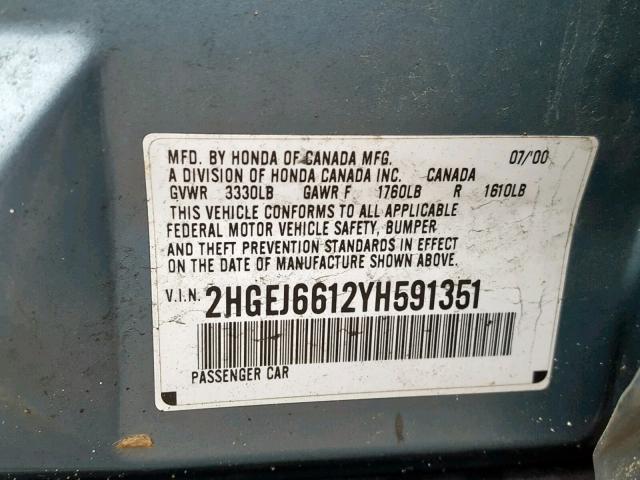 MFD. BY HONDA OF CANADA MFG. 07/'00
A DIVISION OF HONDA CANADA INC. CANADA
GVWR 3330LB GAWR F 1760LB R 1610LB
THIS VEHICLE CONFORMS TO ALL APPLICABLE
FEDERAL MOTOR VEHICLE SAFETY, BUMPER
AND THEFT PREVENTION STANDARDS IN EFFECT
ON THE DATE OF MANUFACTURE SHOWN ABOVE.
V.I.N. 2HGEJ6612YH591351
PASSENGER CAR